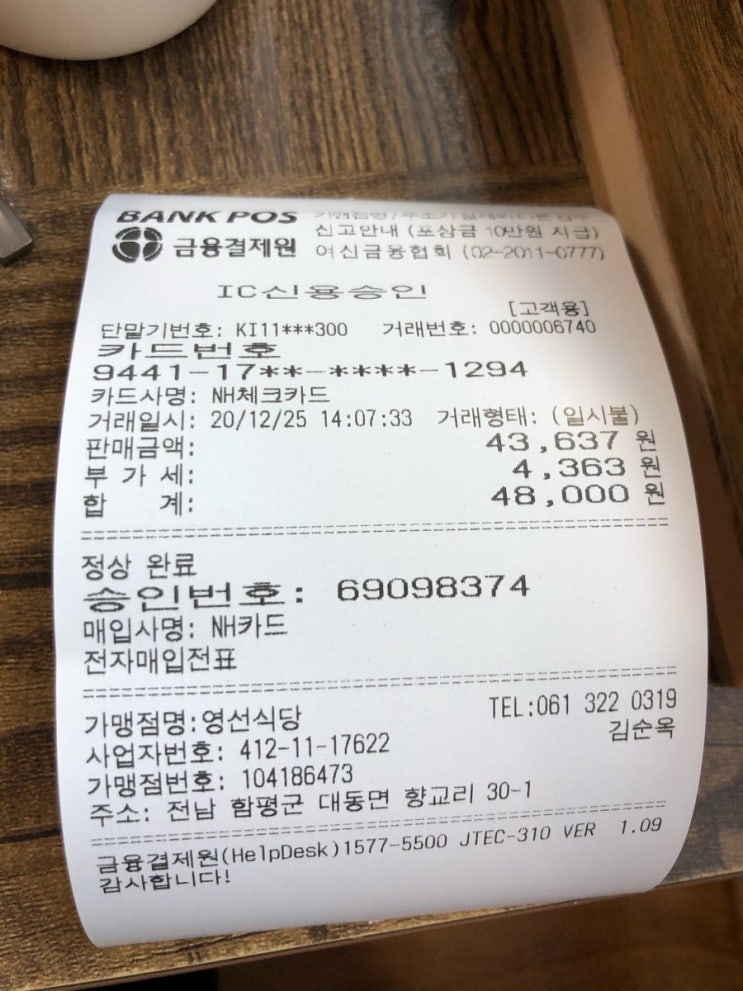 BANK POS
금융결제원
신고안내 (포상금 10만원 지급)
여신금융협회 (02-2011-0777)
IC신용승인
[고객용]
단말기번호: KI11***300 거래번호: 0000006740
카드번호
9441-17**-****-1294
카드사명: NH체크카드
거래일시: 20/12/25 14:07:33 거래형태: (일시불)
판매금액: 43,637 원
부 가 세: 4,363 원
합 계: 48,000 원
정상 완료
승인번호: 69098374
매입사명: NH카드
전자매입전표
가맹점명:영선식당 TEL:061 322 0319
사업자번호: 412-11-17622 김순옥
가맹점번호: 104186473
주소: 전남 함평군 대동면 향교리 30-1
금융결제원(HelpDesk)1577-5500 JTEC-310 VER 1.09
감사합니다!